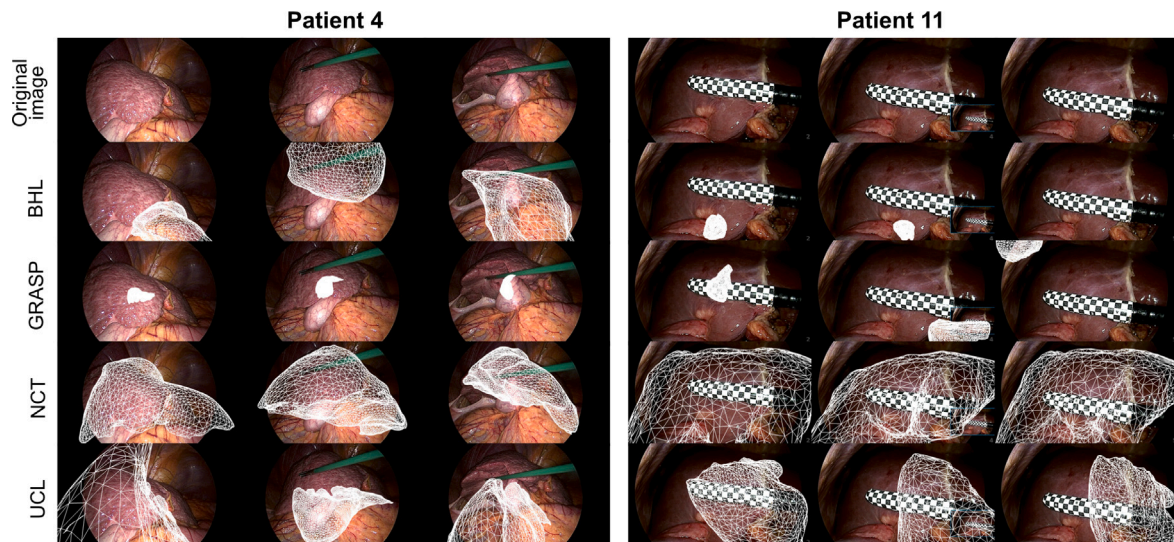 Patient 4
Patient 11
Original
image
BHL
GRASP
NCT
UCL